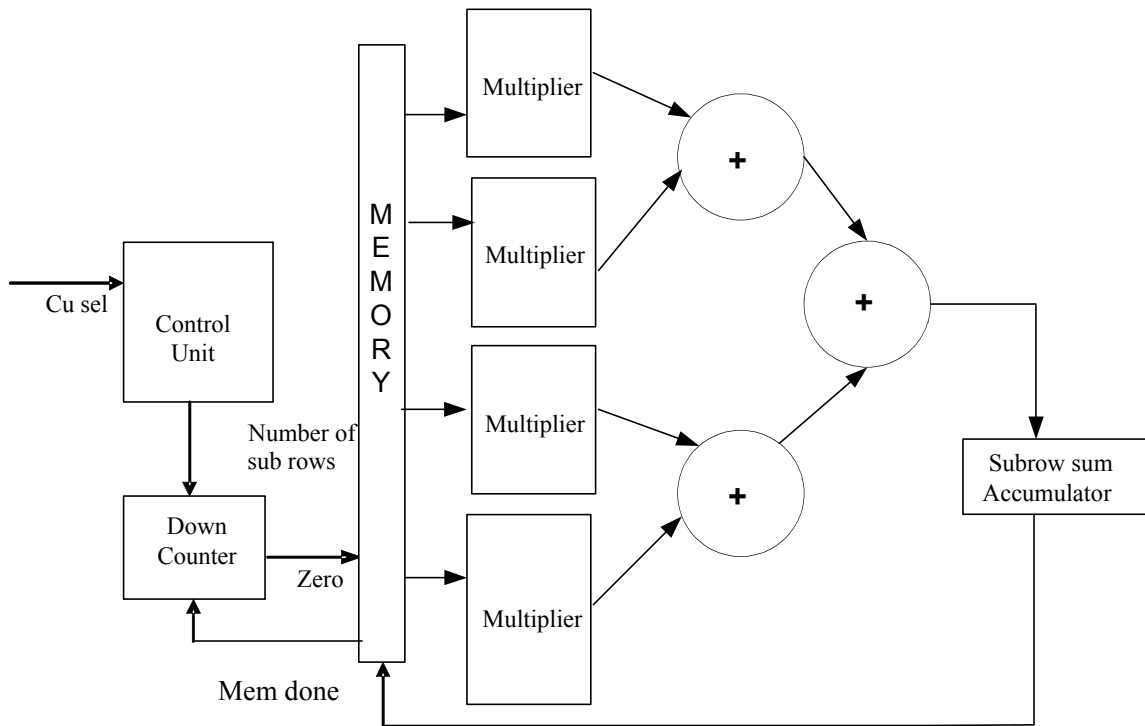 Multiplier
+
M
E
M
O
R
Y
Multiplier
Cu sel
+
Control
Unit
Number of
sub rows
Multiplier
Subrow sum
Accumulator
+
Down
Counter
Zero
Multiplier
Mem done